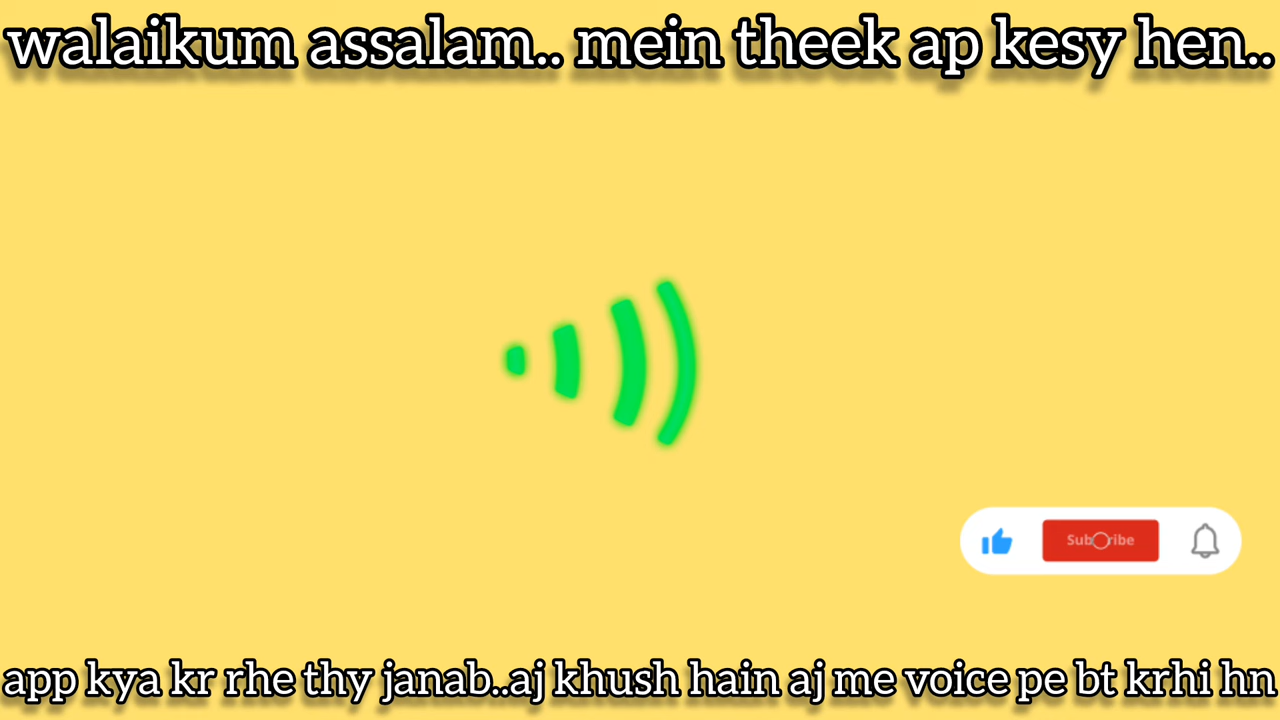 walaikum assalam.. mein theek ap kesy hen..
Subscribe
app kya kr rhe thy janab..aj khush hain aj me voice pe bt krhi hn